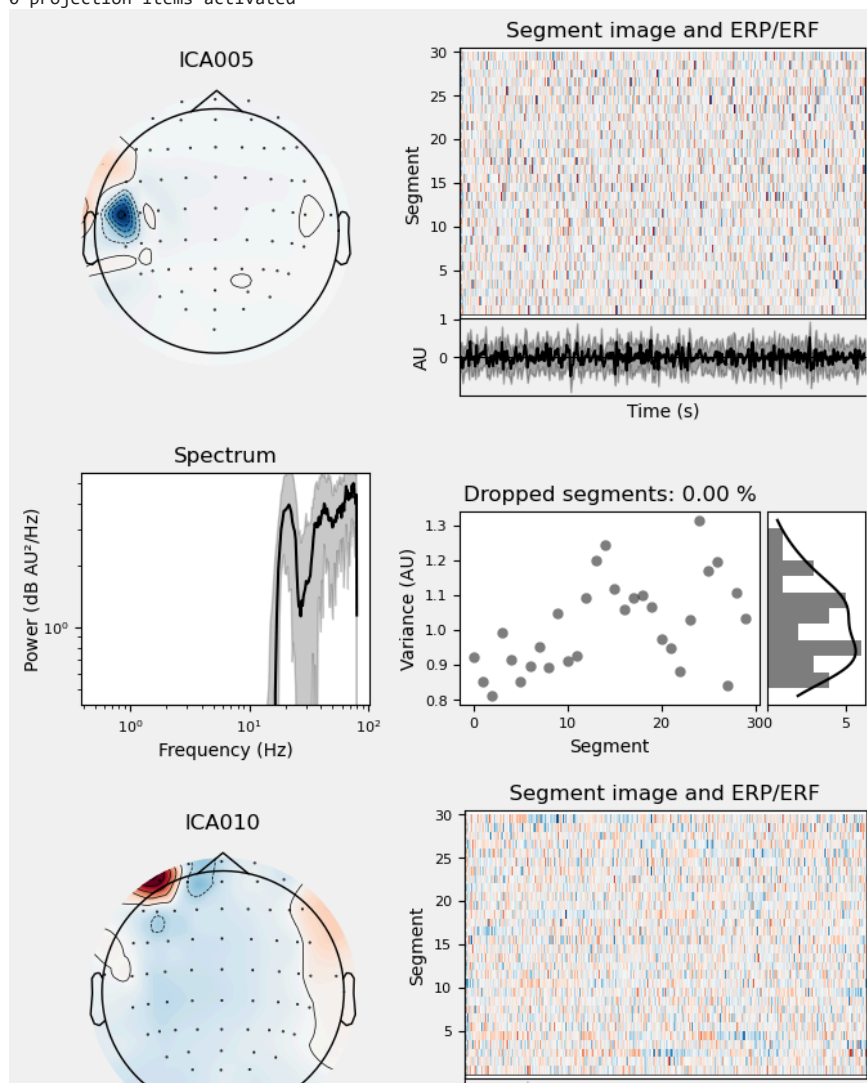 0 projection items activated
ICA005
Segment image and ERP/ERF
Segment
30
25
20
15
10
5
AU
1
0
Time (s)
Spectrum
Power (dB AU²/Hz)
10⁰
10⁰
10¹
10²
Frequency (Hz)
Dropped segments: 0.00 %
Variance (AU)
1.3
1.2
1.1
1.0
0.9
0.8
0
10
20
300
5
Segment
ICA010
Segment image and ERP/ERF
Segment
30
25
20
15
10
5